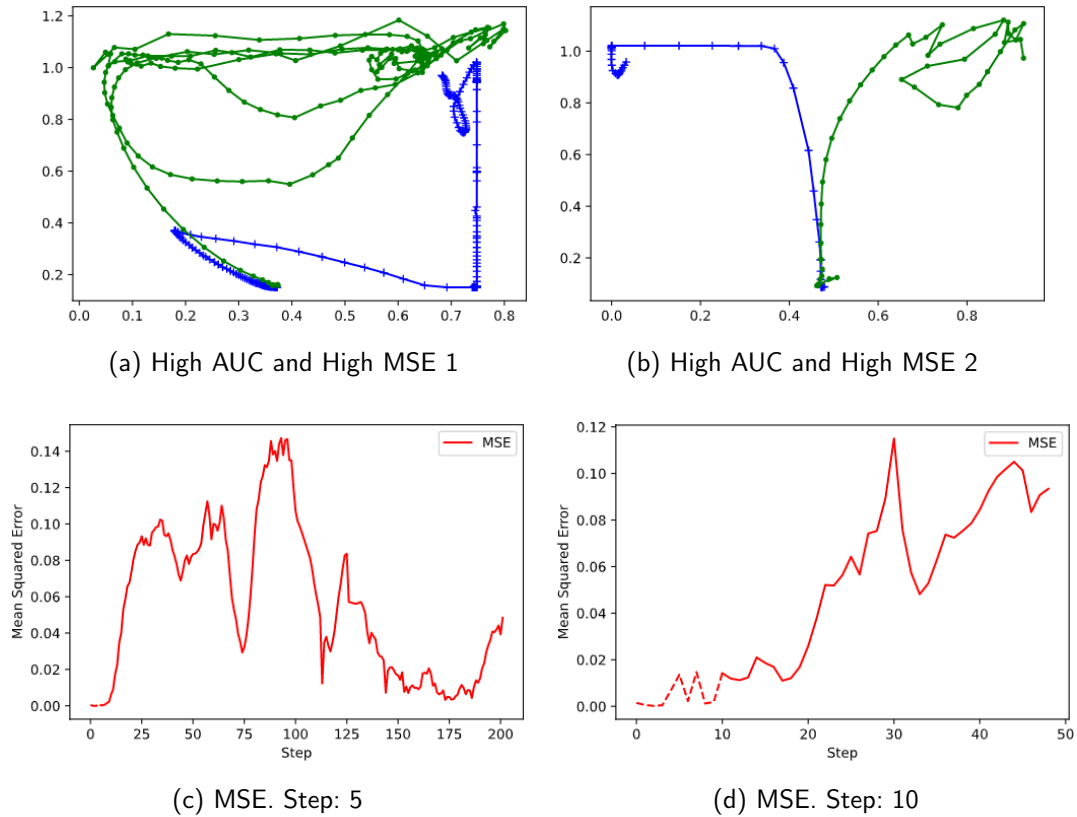 1.2
1.0
0.8
0.6
0.4
0.2
0.0 0.1 0.2 0.3 0.4 0.5 0.6 0.7 0.8
(a) High AUC and High MSE 1
1.0
0.8
0.6
0.4
0.2
0.0 0.2 0.4 0.6 0.8
(b) High AUC and High MSE 2
MSE
0.14
0.12
0.10
0.08
0.06
0.04
0.02
0.00
Mean Squared Error
0 25 50 75 100 125 150 175 200
Step
(c) MSE. Step: 5
MSE
0.12
0.10
0.08
0.06
0.04
0.02
0.00
Mean Squared Error
0 10 20 30 40 50
Step
(d) MSE. Step: 10